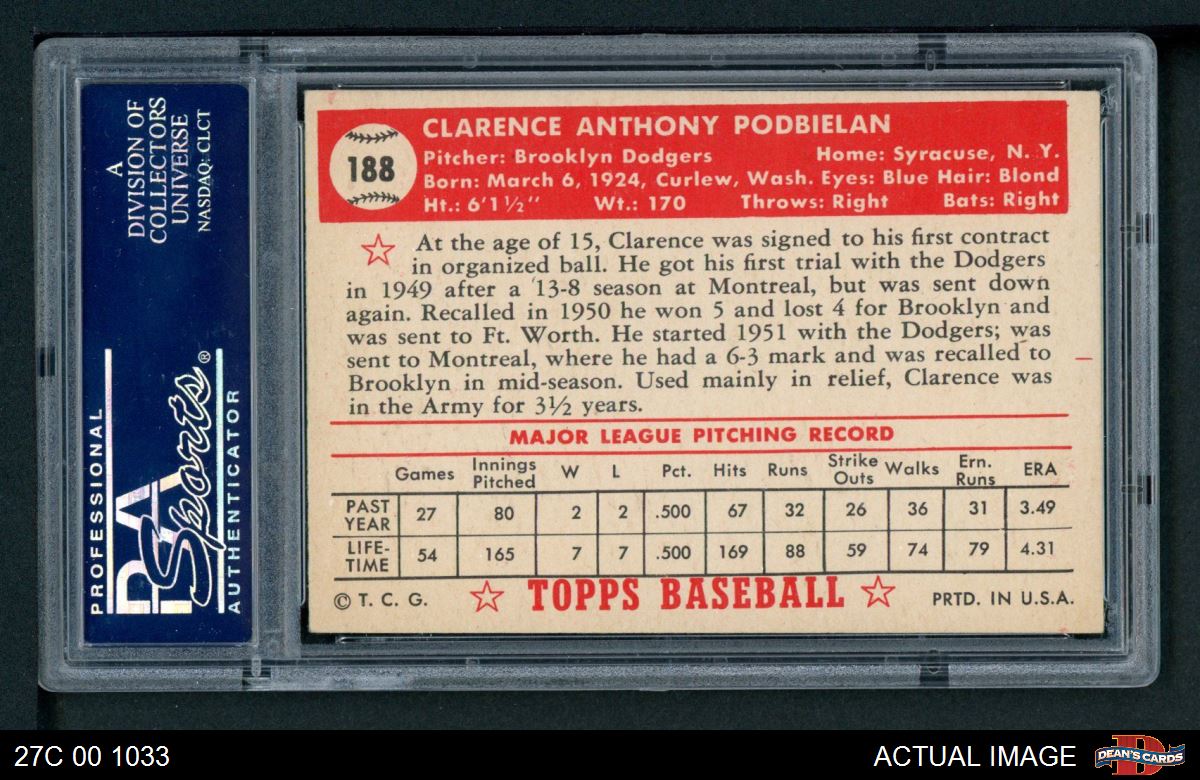 A
DIVISION OF
COLLECTORS
UNIVERSE
NASDAQ: CLCT
PROFESSIONAL
PSA
Sports®
AUTHENTICATOR
188
CLARENCE ANTHONY PODBIELAN
Pitcher: Brooklyn Dodgers Home: Syracuse, N. Y.
Born: March 6, 1924, Curlew, Wash. Eyes: Blue Hair: Blond
Ht.: 6'1½" Wt.: 170 Throws: Right Bats: Right
At the age of 15, Clarence was signed to his first contract
in organized ball. He got his first trial with the Dodgers
in 1949 after a 13-8 season at Montreal, but was sent down
again. Recalled in 1950 he won 5 and lost 4 for Brooklyn and
was sent to Ft. Worth. He started 1951 with the Dodgers; was
sent to Montreal, where he had a 6-3 mark and was recalled to
Brooklyn in mid-season. Used mainly in relief, Clarence was
in the Army for 3½ years.
MAJOR LEAGUE PITCHING RECORD
Games Innings Pitched W L Pct. Hits Runs Strike Outs Walks Ern. Runs ERA
PAST YEAR 27 80 2 2 .500 67 32 26 36 31 3.49
LIFE-TIME 54 165 7 7 .500 169 88 59 74 79 4.31
© T. C. G. TOPPS BASEBALL PRTD. IN U.S.A.
27C 00 1033 ACTUAL IMAGE DEAN'S CARDS